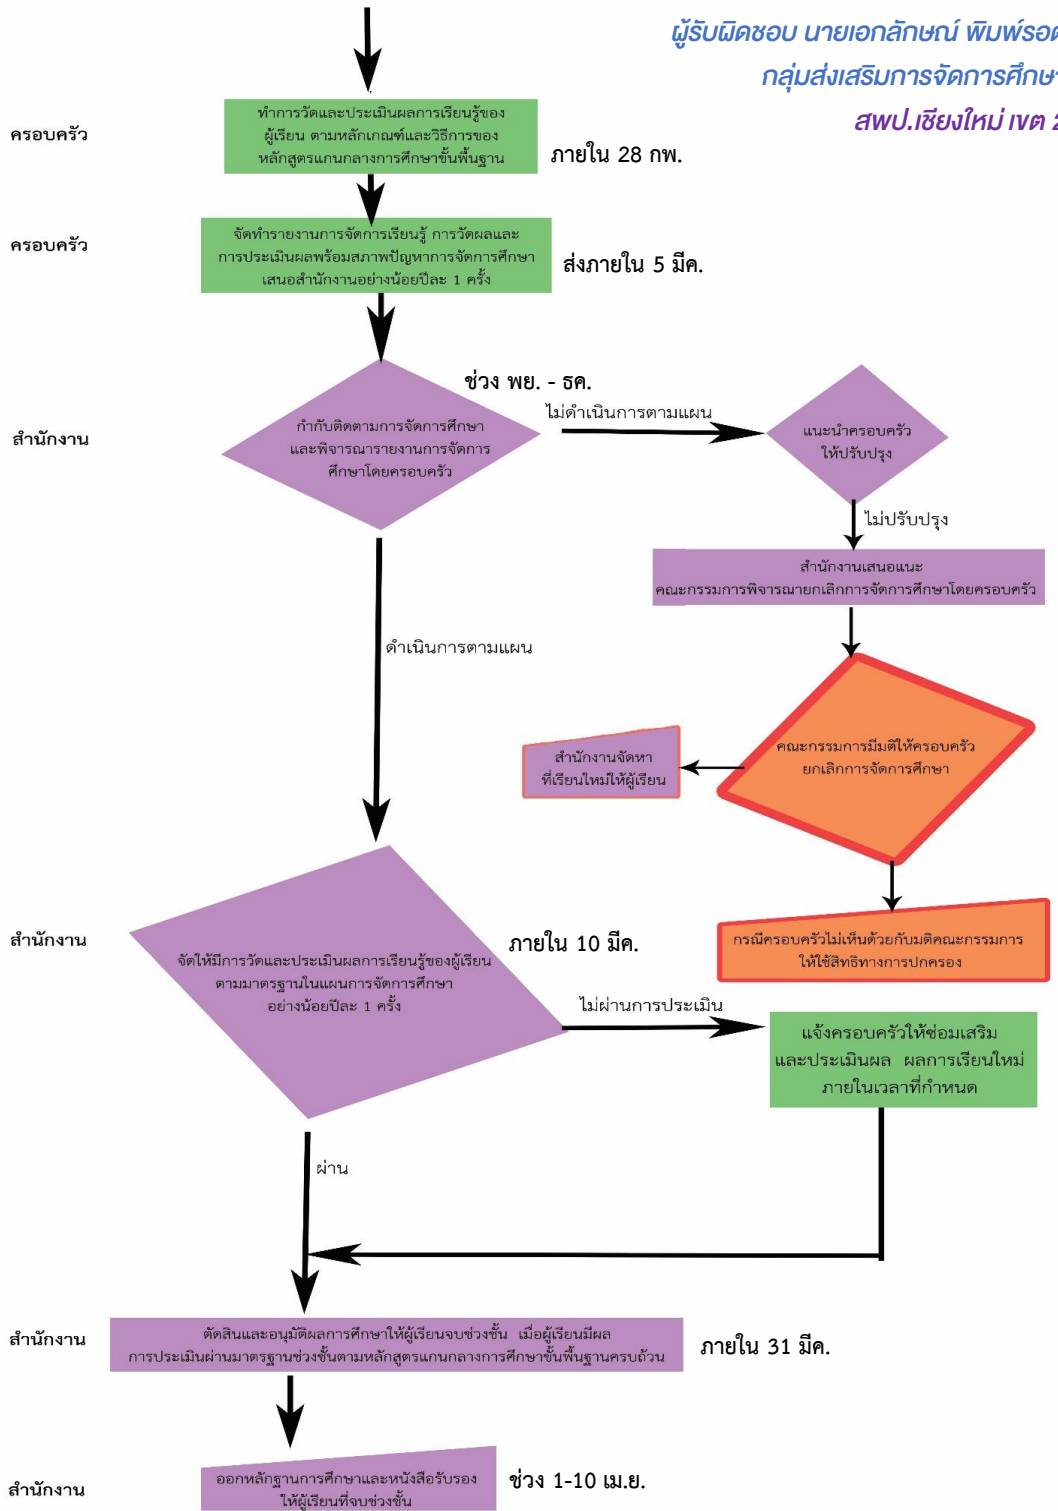 ผู้รับผิดชอบ นายเอกลักษณ์ พิมพ์รอด
กลุ่มส่งเสริมการจัดการศึกษา
สพป.เชียงใหม่ เขต 2
ครอบครัว
ทำการวัดและประเมินผลการเรียนรู้ของ
ผู้เรียน ตามหลักเกณฑ์และวิธีการของ
หลักสูตรแกนกลางการศึกษาขั้นพื้นฐาน
ภายใน 28 กพ.
ครอบครัว
จัดทำรายงานการจัดการเรียนรู้ การวัดผลและ
การประเมินผลพร้อมสภาพปัญหาการจัดการศึกษา
เสนอสำนักงานอย่างน้อยปีละ 1 ครั้ง
ส่งภายใน 5 มีค.
สำนักงาน
ช่วง พย. - ธค.
กำกับติดตามการจัดการศึกษา
และพิจารณารายงานการจัดการ
ศึกษาโดยครอบครัว
ไม่ดำเนินการตามแผน
แนะนำครอบครัว
ให้ปรับปรุง
ไม่ปรับปรุง
สำนักงานเสนอแนะ
คณะกรรมการพิจารณายกเลิกการจัดการศึกษาโดยครอบครัว
ดำเนินการตามแผน
คณะกรรมการมีมติให้ครอบครัว
ยกเลิกการจัดการศึกษา
สำนักงานจัดหา
ที่เรียนใหม่ให้ผู้เรียน
กรณีครอบครัวไม่เห็นด้วยกับมติคณะกรรมการ
ให้ใช้สิทธิทางการปกครอง
สำนักงาน
ภายใน 10 มีค.
จัดให้มีการวัดและประเมินผลการเรียนรู้ของผู้เรียน
ตามมาตรฐานในแผนการจัดการศึกษา
อย่างน้อยปีละ 1 ครั้ง
ไม่ผ่านการประเมิน
แจ้งครอบครัวให้ซ่อมเสริม
และประเมินผล ผลการเรียนใหม่
ภายในเวลาที่กำหนด
ผ่าน
สำนักงาน
ตัดสินและอนุมัติผลการศึกษาให้ผู้เรียนจบช่วงชั้น เมื่อผู้เรียนมีผล
การประเมินผ่านมาตรฐานช่วงชั้นตามหลักสูตรแกนกลางการศึกษาขั้นพื้นฐานครบถ้วน
ภายใน 31 มีค.
สำนักงาน
ออกหลักฐานการศึกษาและหนังสือรับรอง
ให้ผู้เรียนที่จบช่วงชั้น
ช่วง 1-10 เม.ย.